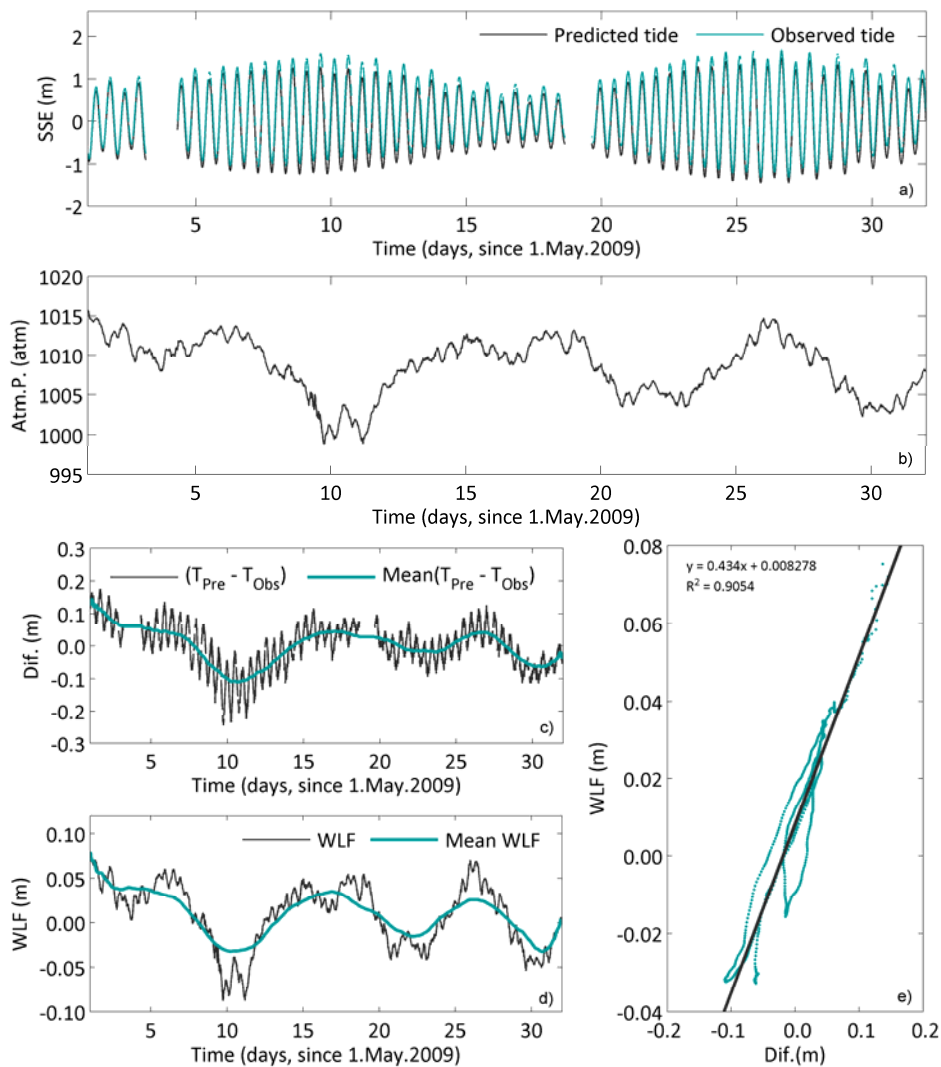 2
1
0
-1
-2
SSE (m)
Predicted tide
Observed tide
a)
5
10
15
20
25
30
Time (days, since 1.May.2009)
1020
1015
1010
1005
1000
995
Atm.P. (atm)
b)
5
10
15
20
25
30
Time (days, since 1.May.2009)
0.3
0.2
0.1
0.0
-0.1
-0.2
-0.3
Dif. (m)
(TPre - TObs)
Mean(TPre - TObs)
c)
5
10
15
20
25
30
Time (days, since 1.May.2009)
0.10
0.05
0.00
-0.05
-0.10
WLF (m)
WLF
Mean WLF
d)
5
10
15
20
25
30
Time (days, since 1.May.2009)
0.08
0.06
0.04
0.02
0.00
-0.02
-0.04
WLF (m)
y = 0.434x + 0.008278
R² = 0.9054
e)
-0.2
-0.1
0.0
0.1
0.2
Dif.(m)